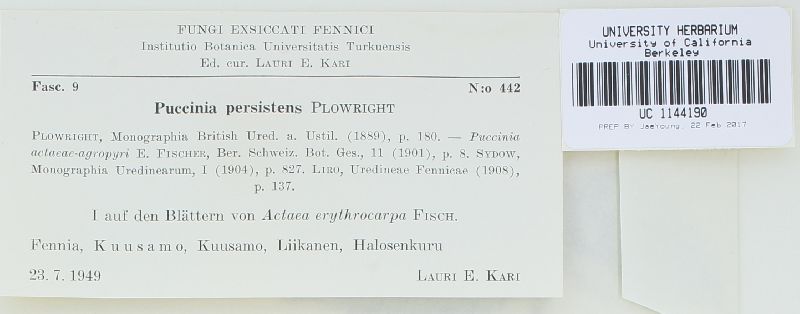 FUNGI EXSICCATI FENNICI
Institutio Botanica Universitatis Turkuensis
Ed. cur. LAURI E. KARI
Fasc. 9 N:o 442
Puccinia persistens PLOWRIGHT
PLOWRIGHT, Monographia British Ured. a. Ustil. (1889), p. 180. — Puccinia
actaeae-agropyri E. FISCHER, Ber. Schweiz. Bot. Ges., 11 (1901), p. 8. SYDOW,
Monographia Uredinearum, I (1904), p. 827. LIRO, Uredineae Fennicae (1908),
p. 137.
I auf den Blättern von Actaea erythrocarpa FISCH.
Fennia, Kuusamo, Kuusamo, Liikanen, Halosenkuru
23. 7. 1949 LAURI E. KARI
UNIVERSITY HERBARIUM
University of California
Berkeley
UC 1144190
PREP BY JaeYoung, 22 Feb 2017